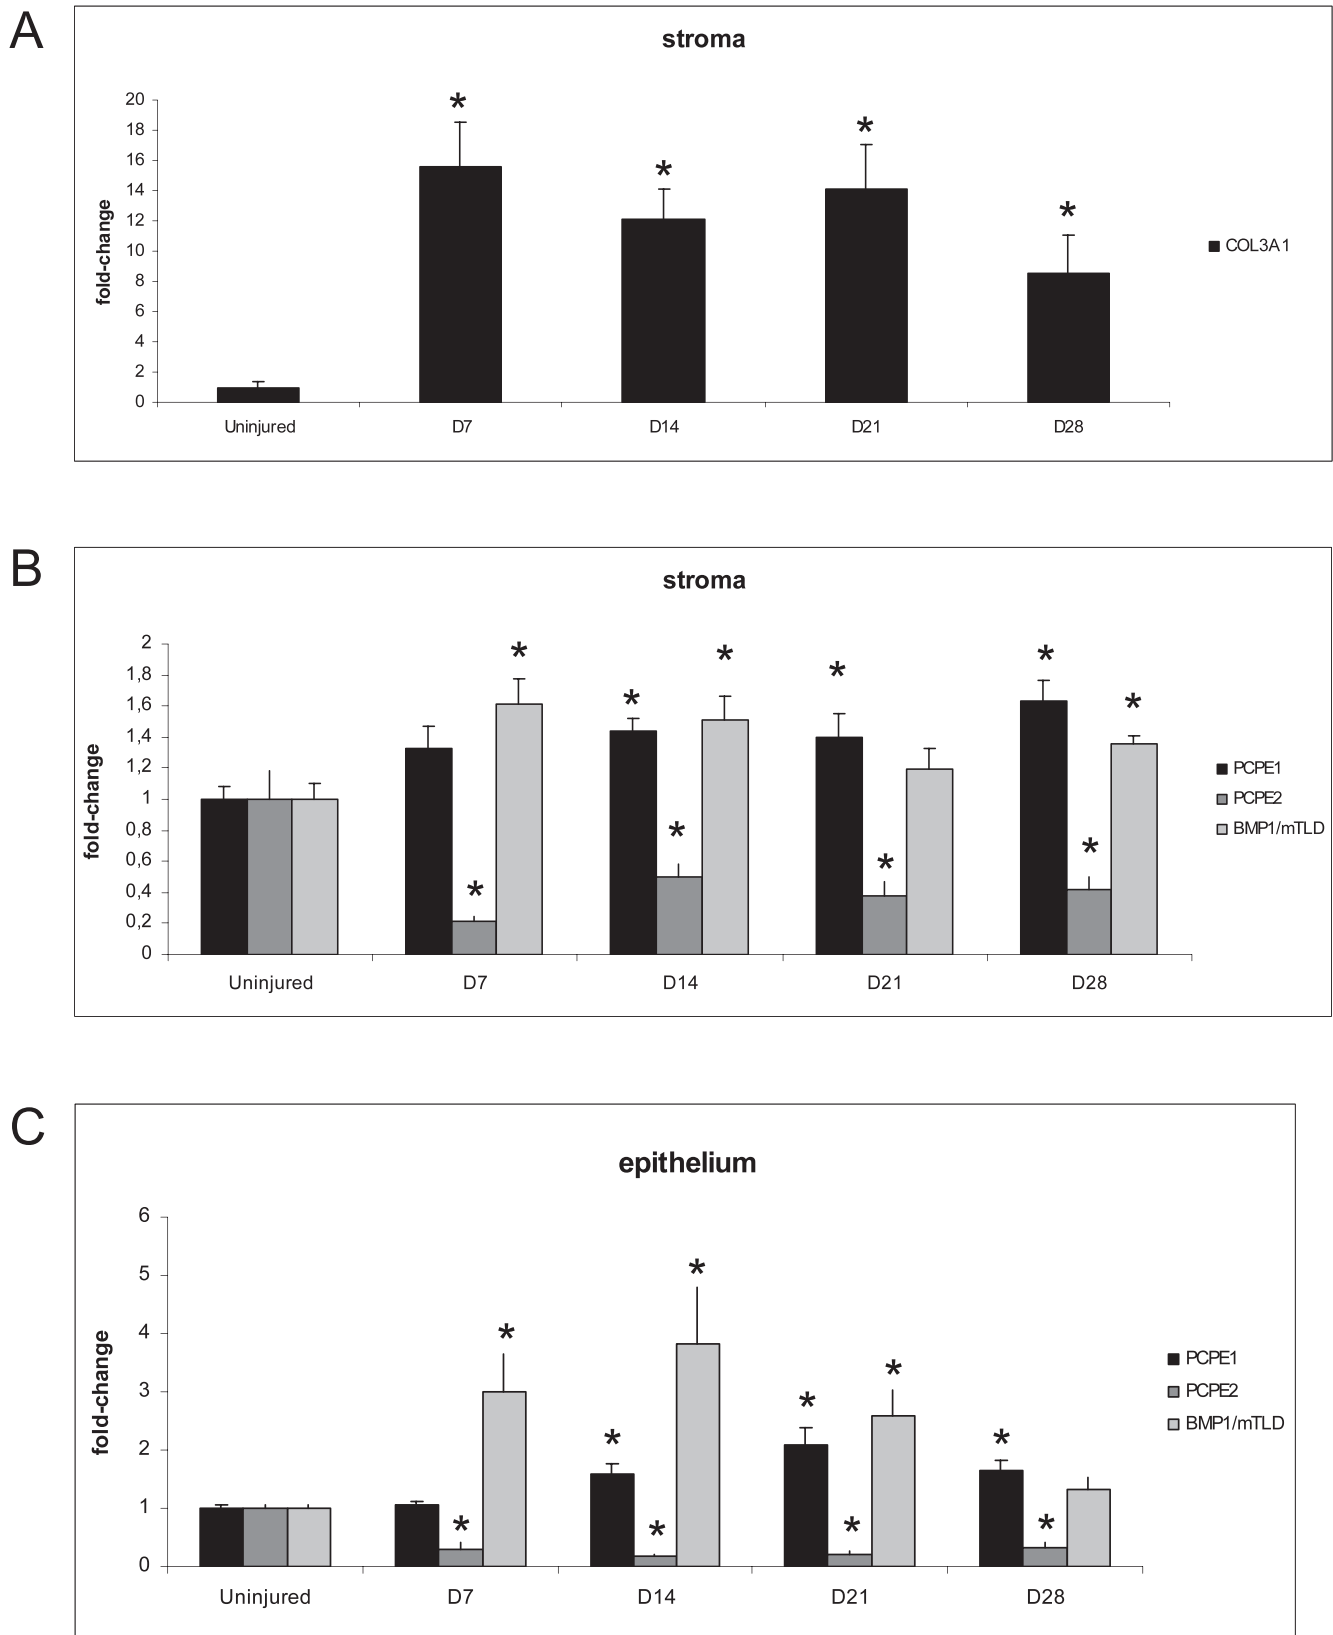 A
stroma
20
18
16
14
12
10
8
6
4
2
0
fold-change
* * * *
Uninjured D7 D14 D21 D28
COL3A1
B
stroma
2
1,8
1,6
1,4
1,2
1
0,8
0,6
0,4
0,2
0
fold-change
* * * * * * * * * *
Uninjured D7 D14 D21 D28
PCPE1
PCPE2
BMP1/mTLD
C
epithelium
6
5
4
3
2
1
0
fold-change
* * * * * * * * * *
Uninjured D7 D14 D21 D28
PCPE1
PCPE2
BMP1/mTLD